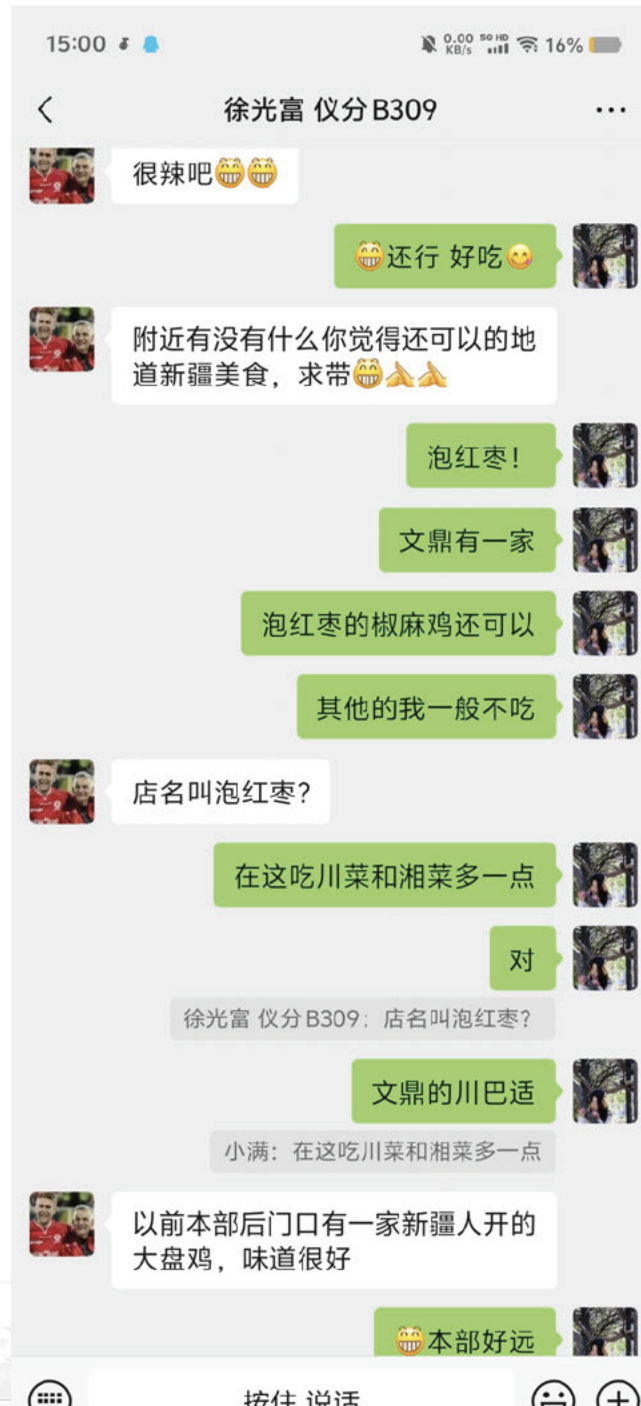 15:00
0.00 KB/s 5G HD 16%
徐光富 仪分B309
很辣吧😁😁
😁还行 好吃😋
附近有没有什么你觉得还可以的地
道新疆美食，求带😁🙏🙏
泡红枣！
文鼎有一家
泡红枣的椒麻鸡还可以
其他的我一般不吃
店名叫泡红枣？
在这吃川菜和湘菜多一点
对
徐光富 仪分B309：店名叫泡红枣？
文鼎的川巴适
小满：在这吃川菜和湘菜多一点
以前本部后门口有一家新疆人开的
大盘鸡，味道很好
😁本部好远
按住 说话